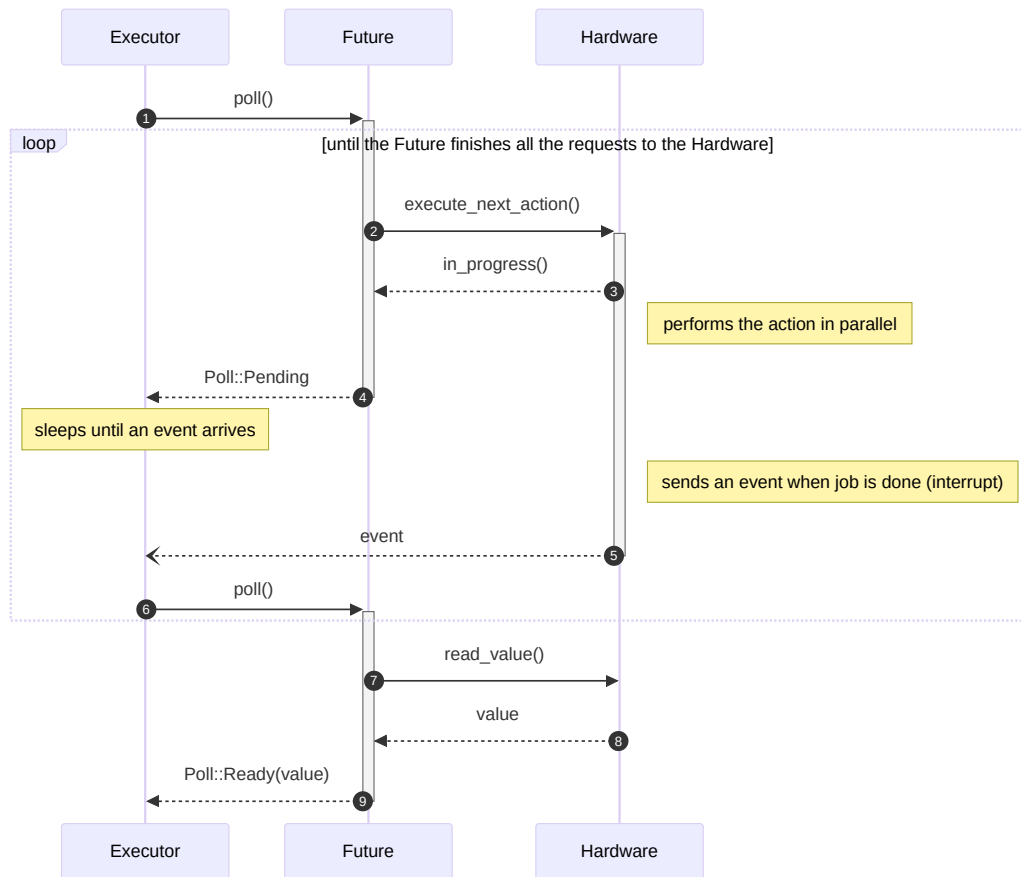 Executor
Future
Hardware
poll()
1
loop
[until the Future finishes all the requests to the Hardware]
execute_next_action()
2
in_progress()
3
performs the action in parallel
Poll::Pending
4
sleeps until an event arrives
sends an event when job is done (interrupt)
event
5
poll()
6
read_value()
7
value
8
Poll::Ready(value)
9
Executor
Future
Hardware